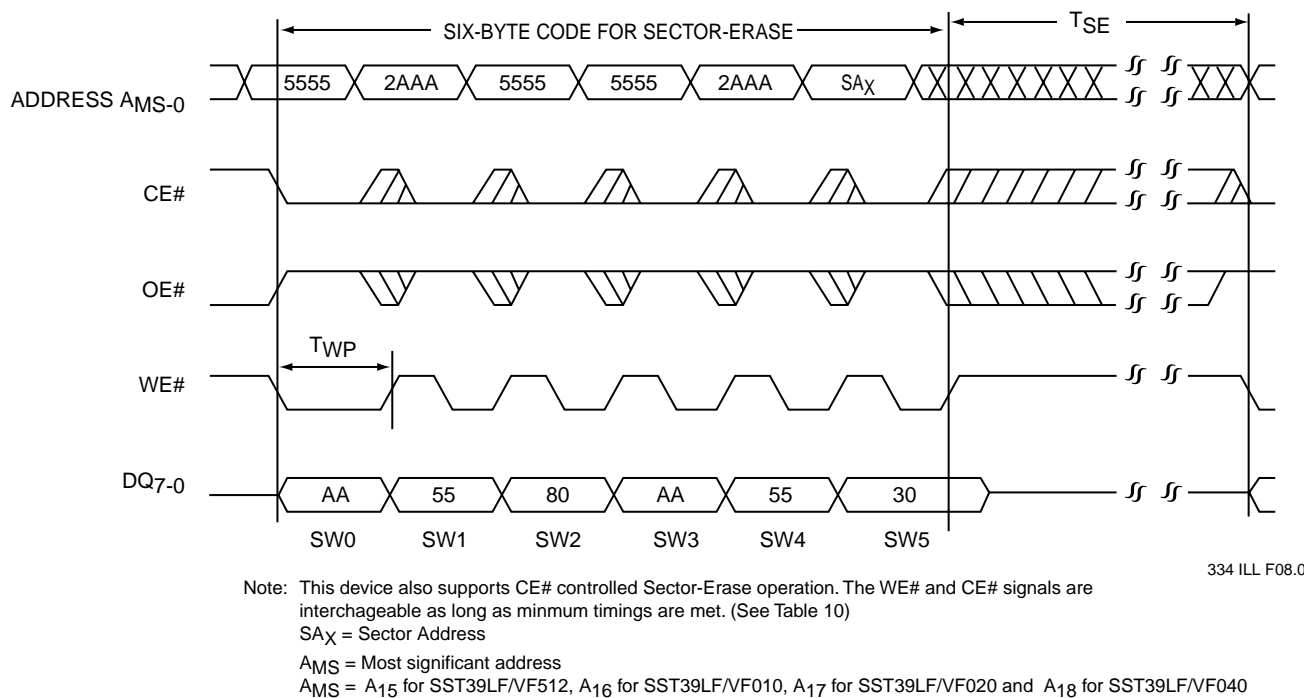 SIX-BYTE CODE FOR SECTOR-ERASE TSE
ADDRESS AMS-0 5555 2AAA 5555 5555 2AAA SAX
CE#
OE#
TWP
WE#
DQ7-0 AA 55 80 AA 55 30
SW0 SW1 SW2 SW3 SW4 SW5
334 ILL F08.0
Note: This device also supports CE# controlled Sector-Erase operation. The WE# and CE# signals are
interchageable as long as minmum timings are met. (See Table 10)
SAX = Sector Address
AMS = Most significant address
AMS = A15 for SST39LF/VF512, A16 for SST39LF/VF010, A17 for SST39LF/VF020 and A18 for SST39LF/VF040